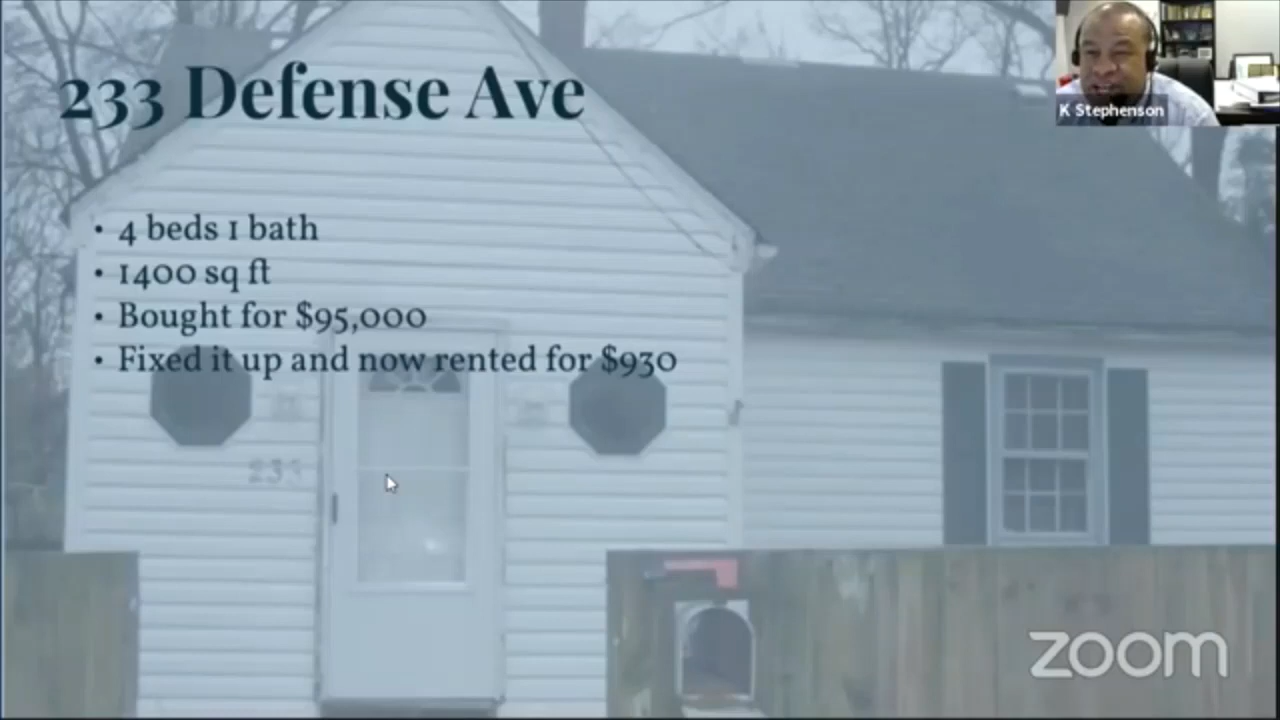 233 Defense Ave
K Stephenson
• 4 beds 1 bath
• 1400 sq ft
• Bought for $95,000
• Fixed it up and now rented for $930
233
zoom